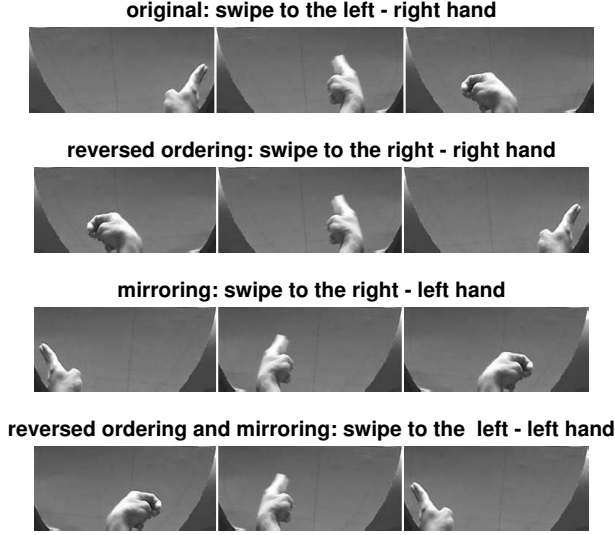 original: swipe to the left - right hand
reversed ordering: swipe to the right - right hand
mirroring: swipe to the right - left hand
reversed ordering and mirroring: swipe to the left - left hand